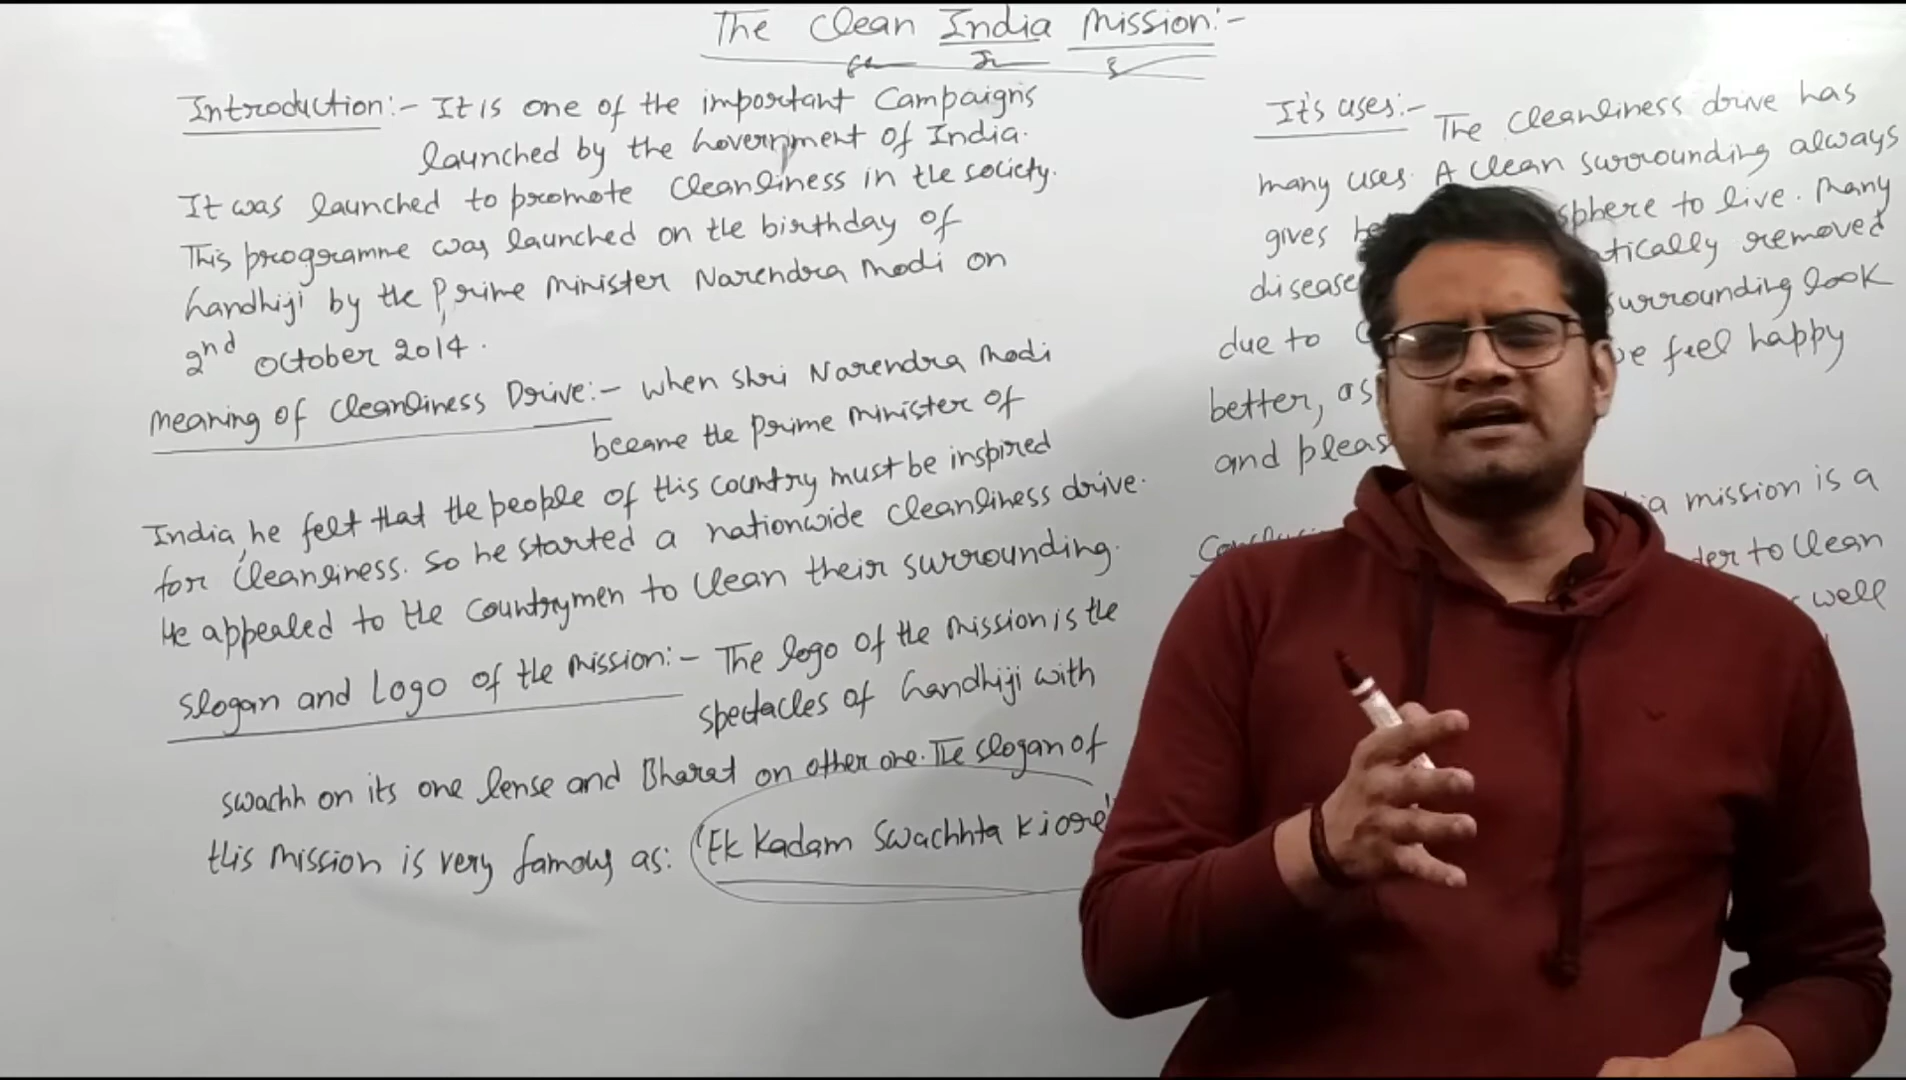 The Clean India Mission:-
Introduction:- It is one of the important Campaigns
launched by the Government of India.
It was launched to promote Cleanliness in the society.
This programme was launched on the birthday of
Gandhiji by the Prime Minister Narendra Modi on
2nd October 2014.
Meaning of Cleanliness Drive:- When Shri Narendra Modi
became the Prime Minister of
India, he felt that the people of this country must be inspired
for Cleanliness. So he started a nationwide cleanliness drive.
He appealed to the Countrymen to Clean their surrounding.
Slogan and Logo of the Mission:- The logo of the Mission is the
spectacles of Gandhiji with
Swachh on its one lense and Bharat on other one. The slogan of
this Mission is very famous as: 'Ek Kadam Swachhta Ki ore'
It's uses:- The cleanliness drive has
many uses. A Clean surrounding always
gives sphere to live. Many
disease tically removed
due to surrounding look
better, as we feel happy
and pleas
ia mission is a
der to Clean
well